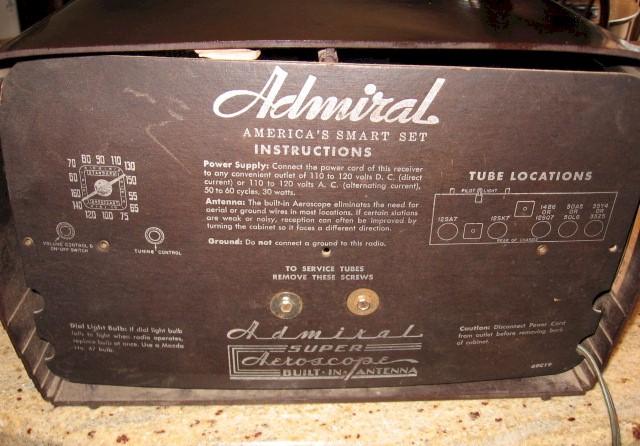 Admiral
AMERICA'S SMART SET
INSTRUCTIONS
Power Supply: Connect the power cord of this receiver
to any convenient outlet of 110 to 120 volts D. C. (direct
current) or 110 to 120 volts A. C. (alternating current),
50 to 60 cycles, 30 watts.
Antenna: The built-in Aeroscope eliminates the need for
aerial or ground wires in most locations. If certain stations
are weak or noisy, reception can often be improved by
turning the cabinet so it faces a different direction.
Ground: Do not connect a ground to this radio.
70 80 90 110 130
60 150
160 65
140 120 100 75
VOLUME CONTROL &
ON-OFF SWITCH
TUNING CONTROL
TUBE LOCATIONS
PILOT LIGHT
12SA7
12SK7
14B6
OR
12SQ7
50A5
OR
50L6
35Y4
OR
35Z5
REAR OF CHASSIS
TO SERVICE TUBES
REMOVE THESE SCREWS
Dial Light Bulb: If dial light bulb
fails to light when radio operates,
replace bulb at once. Use a Mazda
No. 47 bulb.
Admiral
SUPER
Aeroscope
BUILT-IN-ANTENNA
Caution: Disconnect Power Cord
from outlet before removing back
of cabinet.